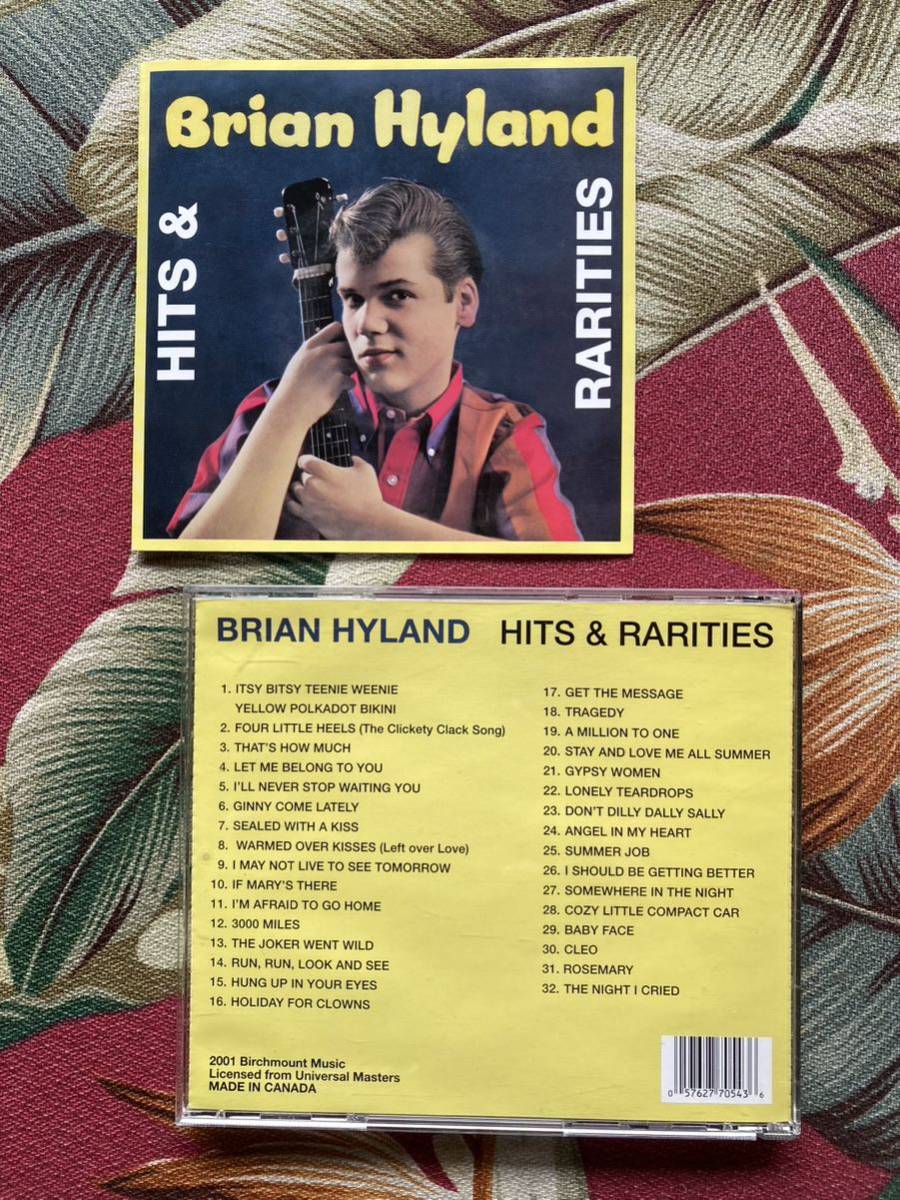 Brian Hyland
HITS &
RARITIES
BRIAN HYLAND HITS & RARITIES
1. ITSY BITSY TEENIE WEENIE
YELLOW POLKADOT BIKINI
2. FOUR LITTLE HEELS (The Clickety Clack Song)
3. THAT'S HOW MUCH
4. LET ME BELONG TO YOU
5. I'LL NEVER STOP WAITING YOU
6. GINNY COME LATELY
7. SEALED WITH A KISS
8. WARMED OVER KISSES (Left over Love)
9. I MAY NOT LIVE TO SEE TOMORROW
10. IF MARY'S THERE
11. I'M AFRAID TO GO HOME
12. 3000 MILES
13. THE JOKER WENT WILD
14. RUN, RUN, LOOK AND SEE
15. HUNG UP IN YOUR EYES
16. HOLIDAY FOR CLOWNS
17. GET THE MESSAGE
18. TRAGEDY
19. A MILLION TO ONE
20. STAY AND LOVE ME ALL SUMMER
21. GYPSY WOMEN
22. LONELY TEARDROPS
23. DON'T DILLY DALLY SALLY
24. ANGEL IN MY HEART
25. SUMMER JOB
26. I SHOULD BE GETTING BETTER
27. SOMEWHERE IN THE NIGHT
28. COZY LITTLE COMPACT CAR
29. BABY FACE
30. CLEO
31. ROSEMARY
32. THE NIGHT I CRIED
2001 Birchmount Music
Licensed from Universal Masters
MADE IN CANADA
0 57627 70543 6